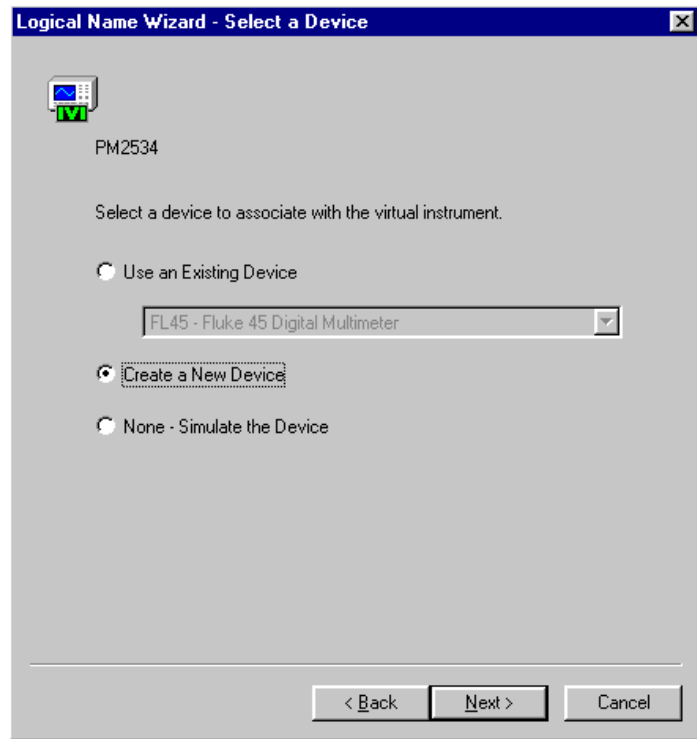 Logical Name Wizard - Select a Device
IVI
PM2534
Select a device to associate with the virtual instrument.
Use an Existing Device
FL45 - Fluke 45 Digital Multimeter
Create a New Device
None - Simulate the Device
< Back
Next >
Cancel